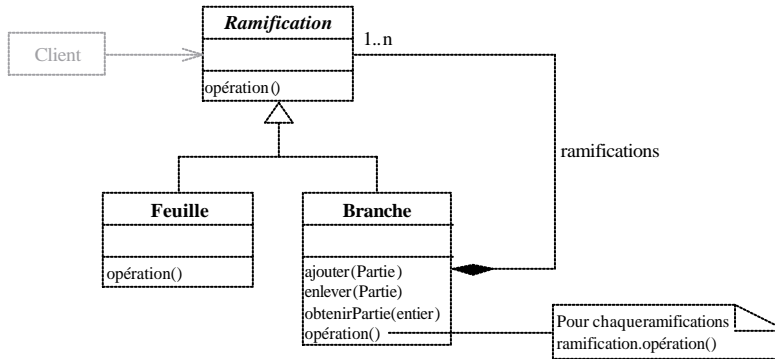 Ramification
Client
1..n
opération()
ramifications
Feuille
Branche
opération()
ajouter(Partie)
enlever(Partie)
obtenirPartie(entier)
opération()
Pour chaqueramifications
ramification.opération()